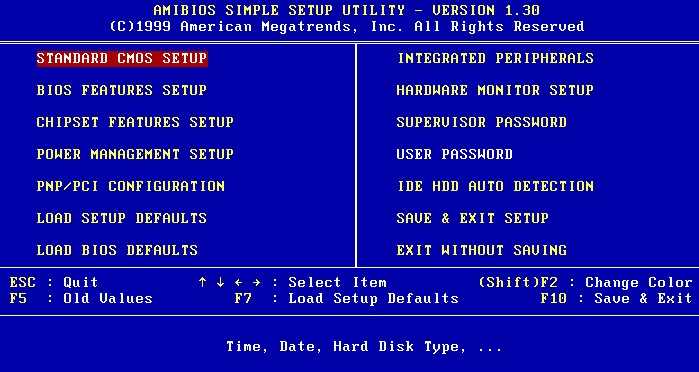 AMIBIOS SIMPLE SETUP UTILITY - VERSION 1.30
(C)1999 American Megatrends, Inc. All Rights Reserved
STANDARD CMOS SETUP
BIOS FEATURES SETUP
CHIPSET FEATURES SETUP
POWER MANAGEMENT SETUP
PNP/PCI CONFIGURATION
LOAD SETUP DEFAULTS
LOAD BIOS DEFAULTS
INTEGRATED PERIPHERALS
HARDWARE MONITOR SETUP
SUPERVISOR PASSWORD
USER PASSWORD
IDE HDD AUTO DETECTION
SAVE & EXIT SETUP
EXIT WITHOUT SAVING
ESC : Quit ↑ ↓ ← → : Select Item (Shift)F2 : Change Color
F5 : Old Values F7 : Load Setup Defaults F10 : Save & Exit
Time, Date, Hard Disk Type, ...